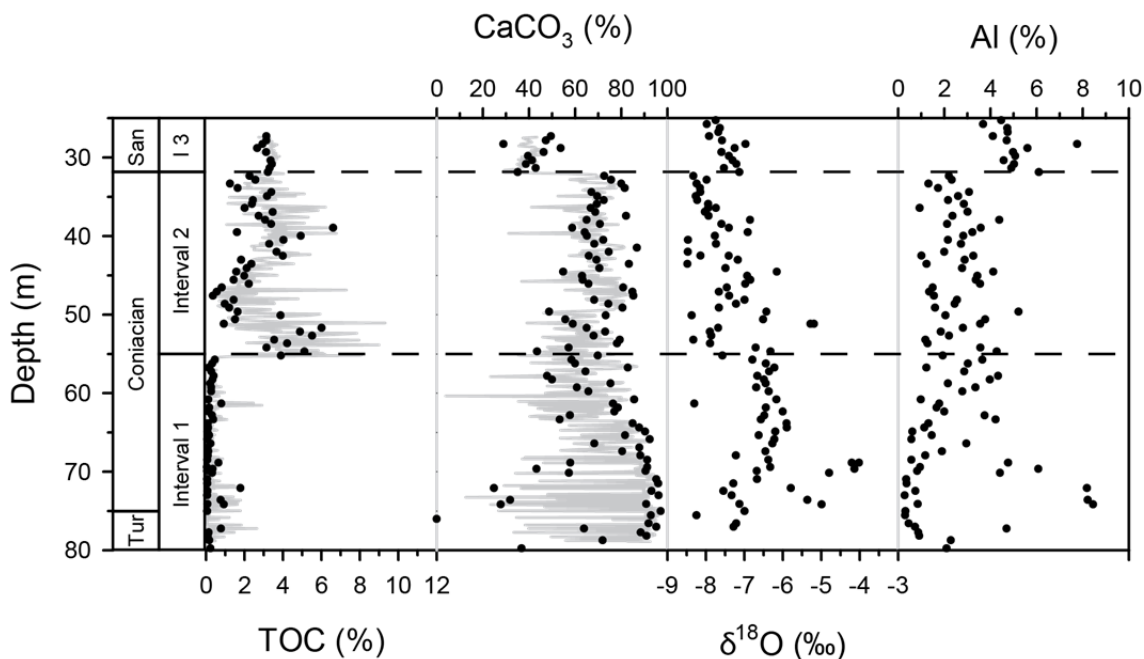 CaCO3 (%)
Al (%)
0 20 40 60 80 100
0 2 4 6 8 10
San
I 3
30
40
50
60
70
80
Depth (m)
Coniacian
Interval 2
Interval 1
Tur
0 2 4 6 8 10 12
-9 -8 -7 -6 -5 -4 -3
TOC (%)
δ18O (‰)